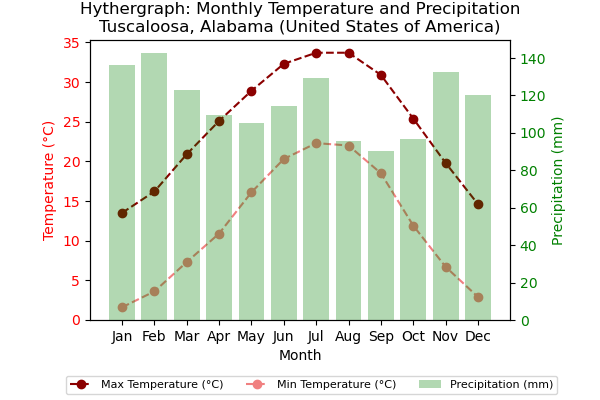 Hythergraph: Monthly Temperature and Precipitation
Tuscaloosa, Alabama (United States of America)
35
30
25
20
15
10
5
0
Temperature (°C)
140
120
100
80
60
40
20
0
Precipitation (mm)
Jan Feb Mar Apr May Jun Jul Aug Sep Oct Nov Dec
Month
Max Temperature (°C) Min Temperature (°C) Precipitation (mm)